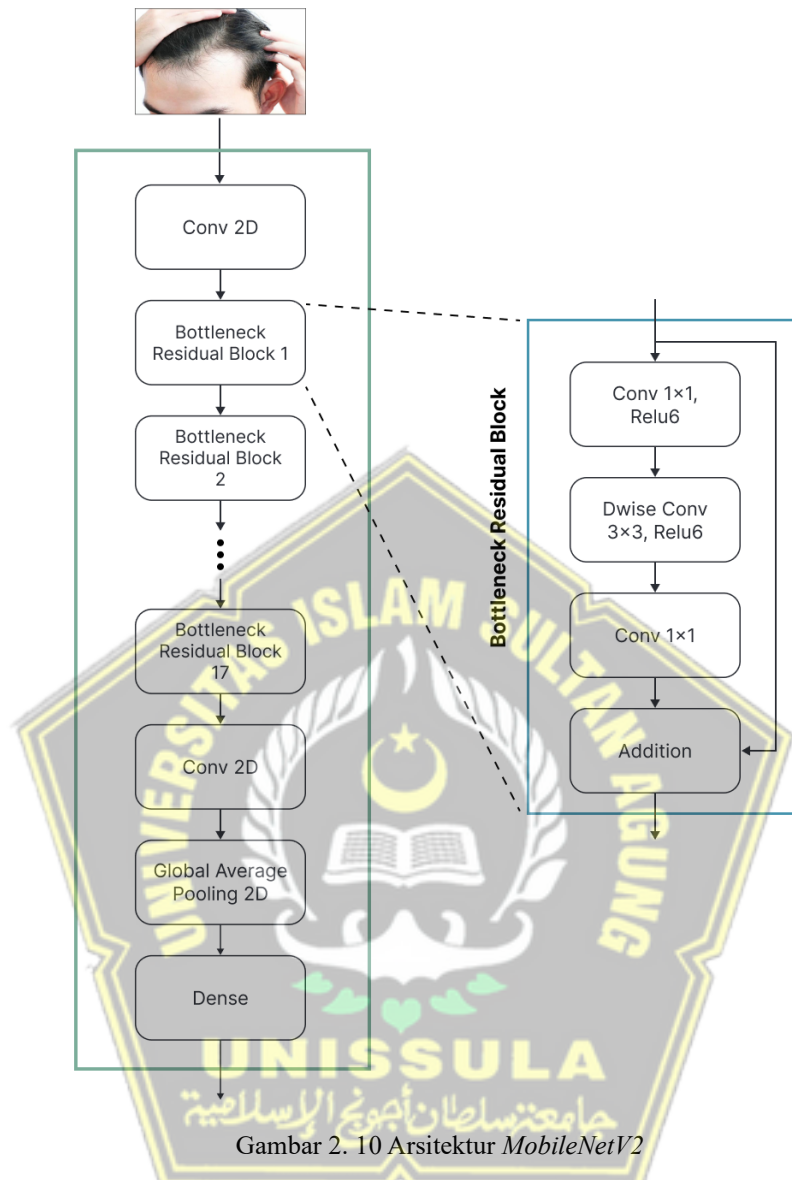 Conv 2D
Bottleneck
Residual Block 1
Bottleneck
Residual Block
2
Bottleneck
Residual Block
17
Conv 2D
Global Average
Pooling 2D
Dense
Bottleneck Residual Block
Conv 1×1,
Relu6
Dwise Conv
3×3, Relu6
Conv 1×1
Addition
UNIVERSITAS ISLAM SULTAN AGUNG
UNISSULA
جامعة سلطان أجونج الإسلامية
Gambar 2. 10 Arsitektur MobileNetV2